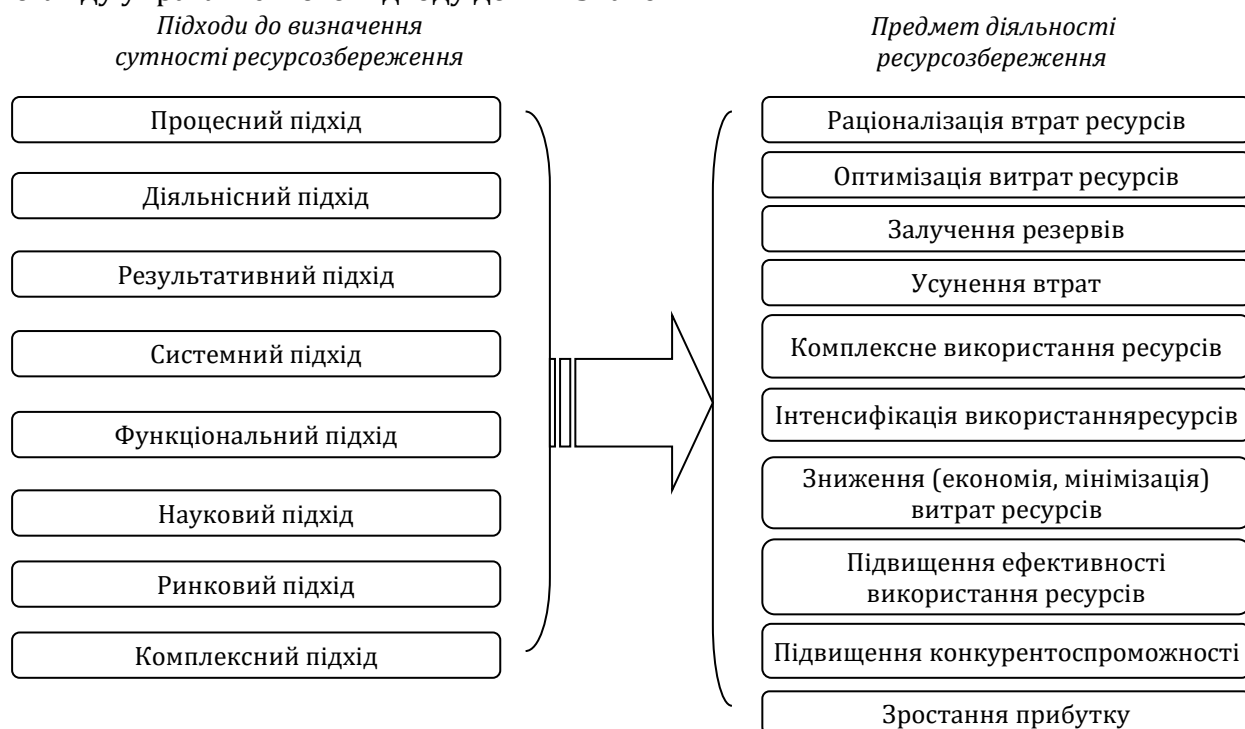 Підходи до визначення
сутності ресурсозбереження
Процесний підхід
Діяльнісний підхід
Результативний підхід
Системний підхід
Функціональний підхід
Науковий підхід
Ринковий підхід
Комплексний підхід
Предмет діяльності
ресурсозбереження
Раціоналізація втрат ресурсів
Оптимізація витрат ресурсів
Залучення резервів
Усунення втрат
Комплексне використання ресурсів
Інтенсифікація використанняресурсів
Зниження (економія, мінімізація)
витрат ресурсів
Підвищення ефективності
використання ресурсів
Підвищення конкурентоспроможності
Зростання прибутку